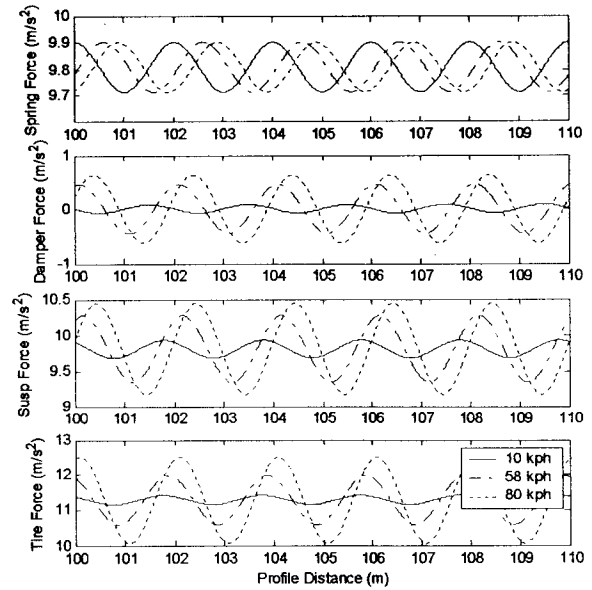 Spring Force (m/s²)
9.9
9.8
9.7
9.6
100 101 102 103 104 105 106 107 108 109 110
Damper Force (m/s²)
1
0
-1
100 101 102 103 104 105 106 107 108 109 110
Susp Force (m/s²)
10.5
10
9.5
9
100 101 102 103 104 105 106 107 108 109 110
Tire Force (m/s²)
13
12
11
10
10 kph
58 kph
80 kph
100 101 102 103 104 105 106 107 108 109 110
Profile Distance (m)